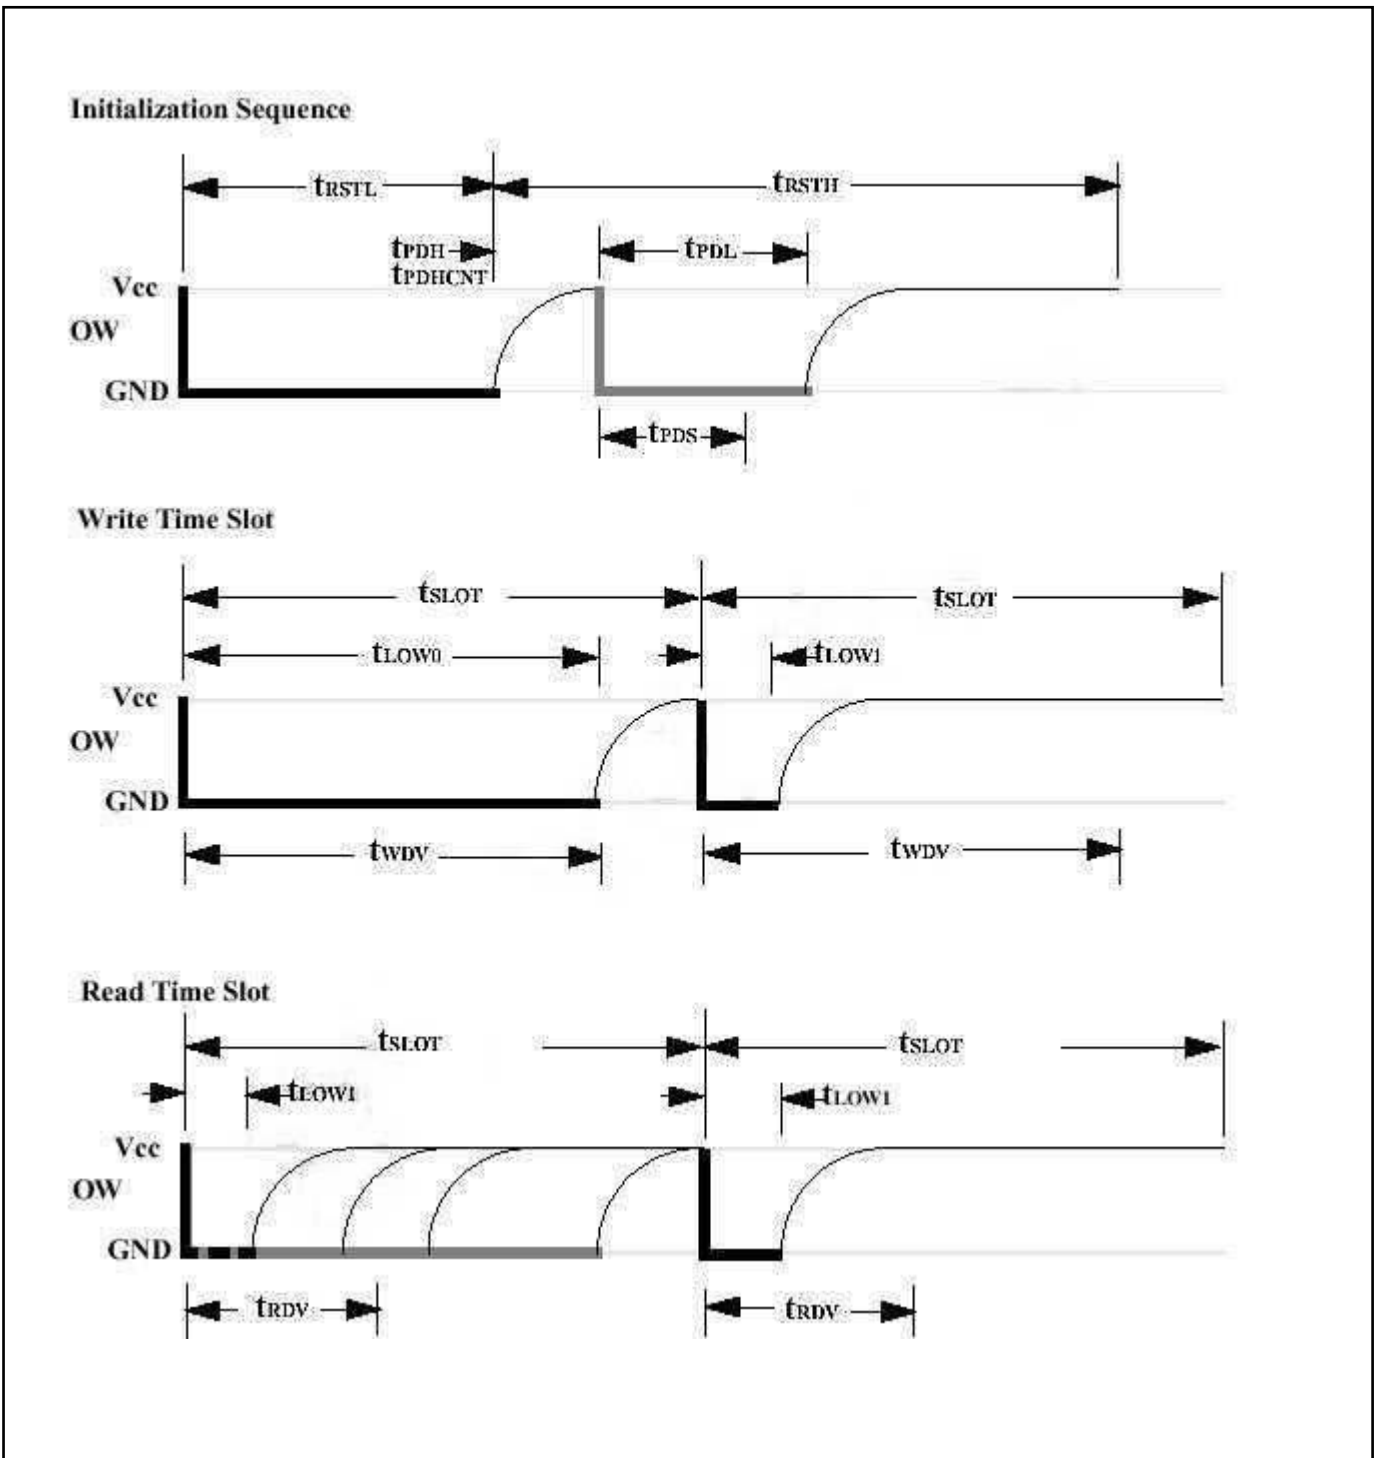 Initialization Sequence
tRSTL tRSTH
tPDH tPDL
tPDHCNT
Vcc
OW
GND
tPDS
Write Time Slot
tSLOT tSLOT
tLOW0 tLOW1
Vcc
OW
GND
tWDV tWDV
Read Time Slot
tSLOT tSLOT
tLOW1 tLOW1
Vcc
OW
GND
tRDV tRDV